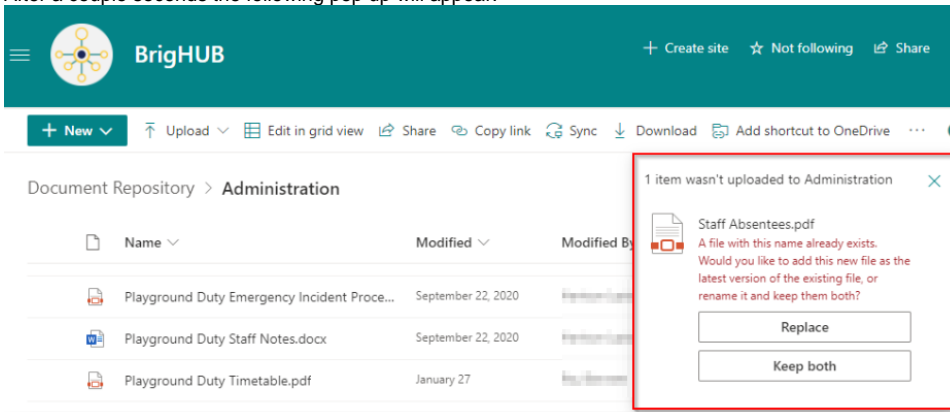 After a couple seconds the following pop-up will appear:
BrigHUB
Create site Not following Share
New Upload Edit in grid view Share Copy link Sync Download Add shortcut to OneDrive ...
Document Repository > Administration
Name Modified Modified By
Playground Duty Emergency Incident Proce... September 22, 2020
Playground Duty Staff Notes.docx September 22, 2020
Playground Duty Timetable.pdf January 27
1 item wasn't uploaded to Administration
Staff Absentees.pdf
A file with this name already exists.
Would you like to add this new file as the
latest version of the existing file, or
rename it and keep them both?
Replace
Keep both